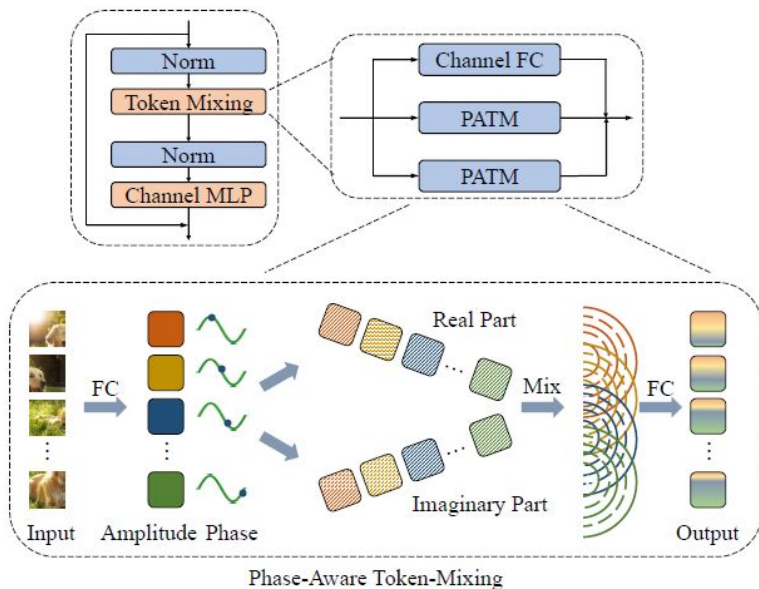 Norm
Token Mixing
Norm
Channel MLP
Channel FC
PATM
PATM
Real Part
FC
Mix
FC
Imaginary Part
Input
Amplitude Phase
Output
Phase-Aware Token-Mixing